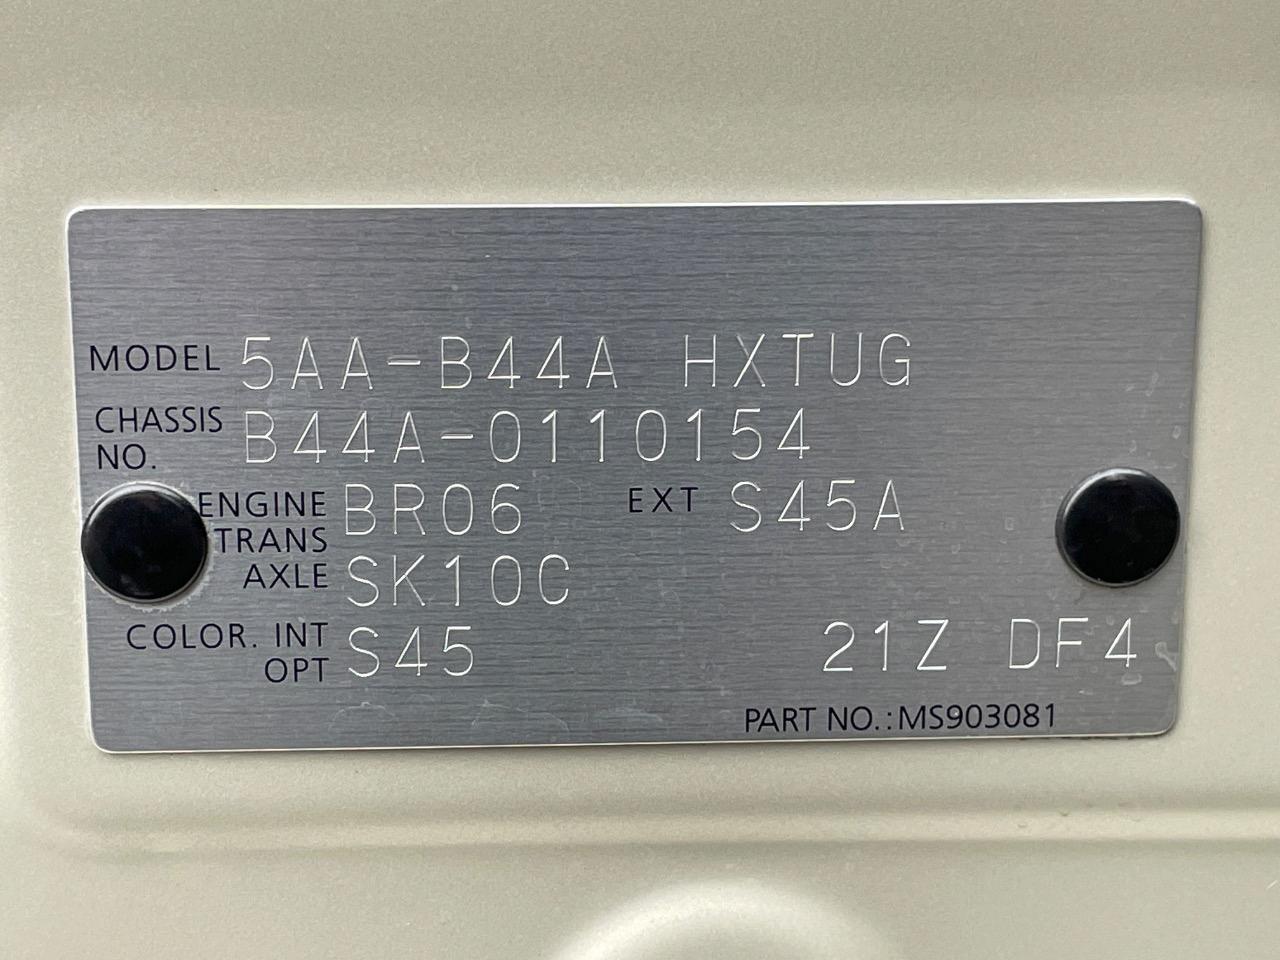 MODEL 5AA-B44A HXTUG
CHASSIS NO. B44A-0110154
ENGINE BR06 EXT S45A
TRANS AXLE SK10C
COLOR. INT OPT S45 21Z DF4
PART NO.:MS903081